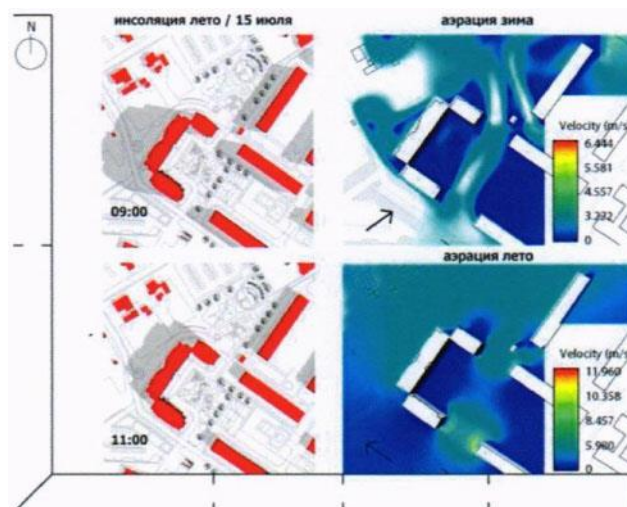 N
инсоляция лето / 15 июля
аэрация зима
09:00
Velocity (m/s
6.444
5.581
4.557
3.222
0
аэрация лето
11:00
Velocity (m/s
11.960
10.358
8.457
5.980
0